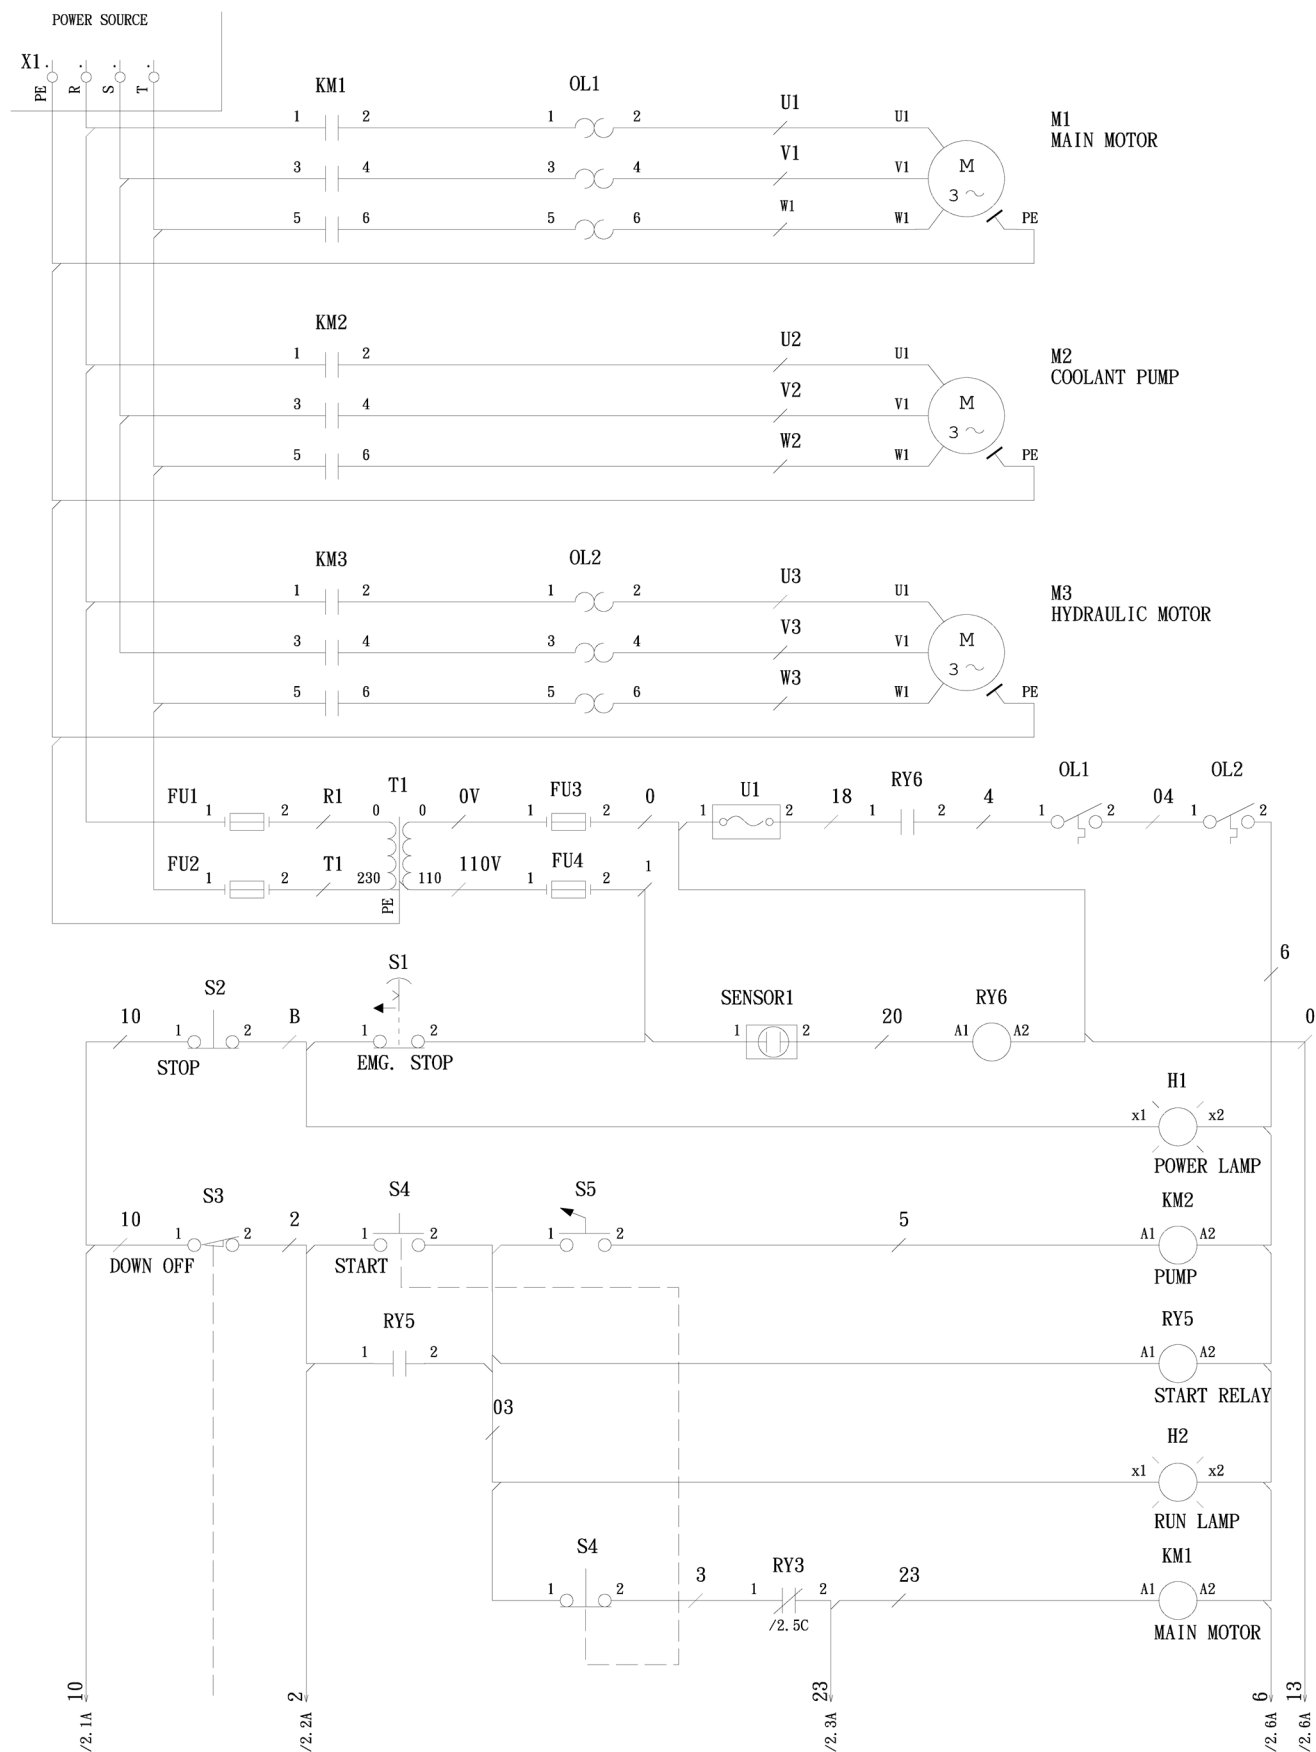 POWER SOURCE
X1.
PE R S T
KM1 OL1
1 2 1 2 U1 U1
3 4 3 4 V1 V1
5 6 5 6 W1 W1
M
3
PE
M1
MAIN MOTOR
KM2
1 2 U2 U1
3 4 V2 V1
5 6 W2 W1
M
3
PE
M2
COOLANT PUMP
KM3 OL2
1 2 1 2 U3 U1
3 4 3 4 V3 V1
5 6 5 6 W3 W1
M
3
PE
M3
HYDRAULIC MOTOR
FU1 1 2 R1 0 T1 0 0V 1 FU3 2 0 1 U1 2 18 1 RY6 2 4 1 OL1 2 04 1 OL2 2
FU2 1 2 T1 230 110 110V 1 FU4 2 1
PE
6
S2 S1 SENSOR1 RY6
10 1 2 B 1 2 1 2 20 A1 A2 0
STOP EMG. STOP
H1
x1 x2
POWER LAMP
S3 S4 S5 KM2
10 1 2 2 1 2 1 2 5 A1 A2
DOWN OFF START PUMP
RY5 RY5
1 2 A1 A2
START RELAY
03
H2
x1 x2
RUN LAMP
S4 RY3 KM1
1 2 3 1 2 23 A1 A2
/2.5C MAIN MOTOR
10 2 23 6 13
/2.1A /2.2A /2.3A /2.6A /2.6A